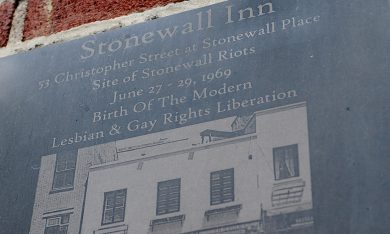 Stonewall Inn
53 Christopher Street at Stonewall Place
Site of Stonewall Riots
June 27 - 29, 1969
Birth Of The Modern
Lesbian & Gay Rights Liberation